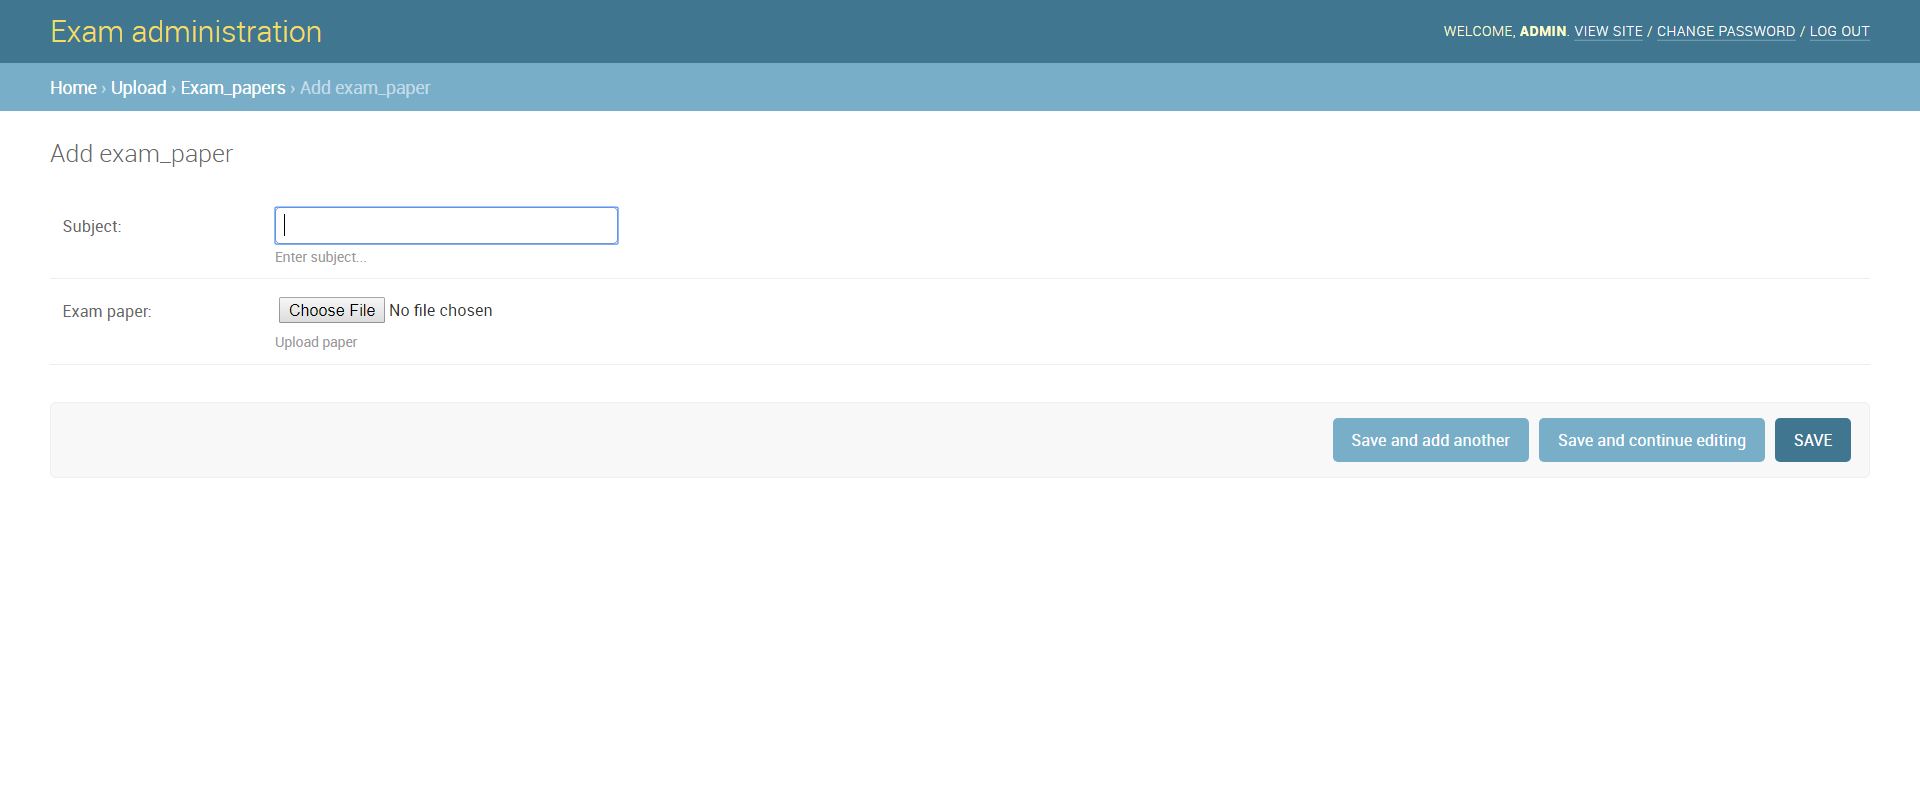 Exam administration
WELCOME, ADMIN. VIEW SITE / CHANGE PASSWORD / LOG OUT
Home › Upload › Exam_papers › Add exam_paper
Add exam_paper
Subject:
Enter subject...
Exam paper: Choose File No file chosen
Upload paper
Save and add another Save and continue editing SAVE